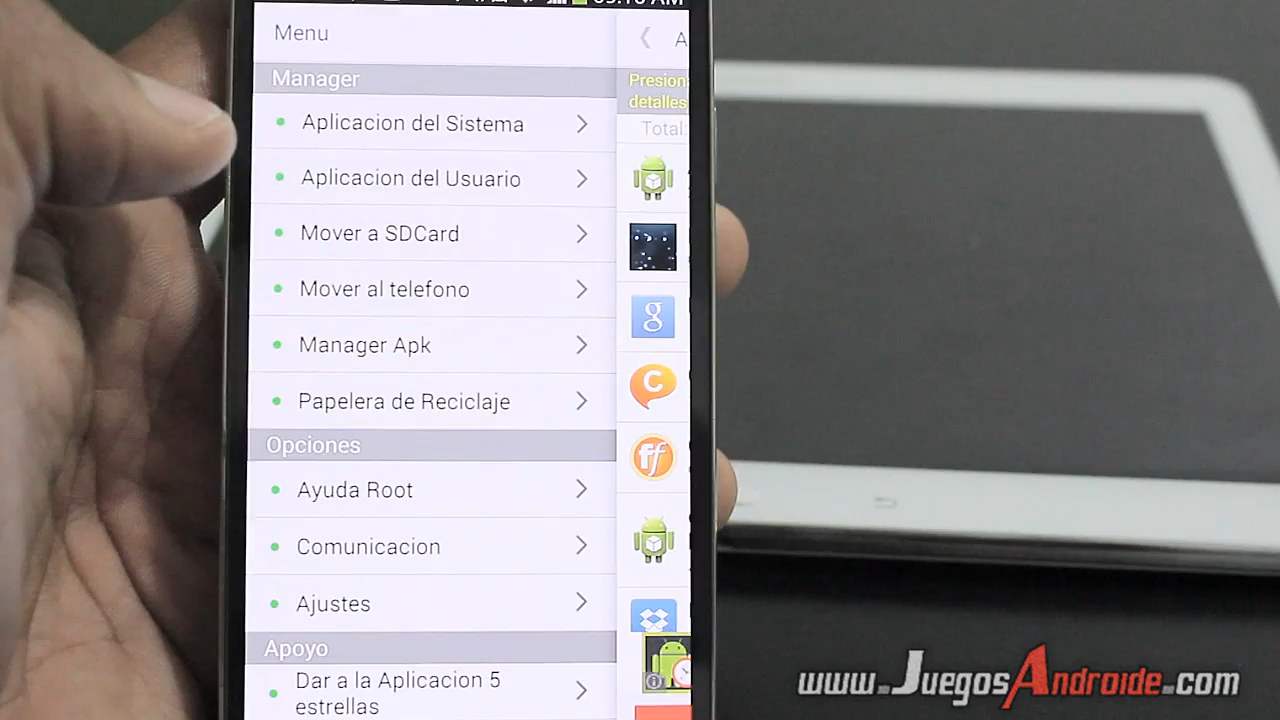 Menu
Manager
Aplicacion del Sistema
Aplicacion del Usuario
Mover a SDCard
Mover al telefono
Manager Apk
Papelera de Reciclaje
Opciones
Ayuda Root
Comunicacion
Ajustes
Apoyo
Dar a la Aplicacion 5
estrellas
A
Presion
detalles
Total:
g
C
ff
www.JuegosAndroide.com